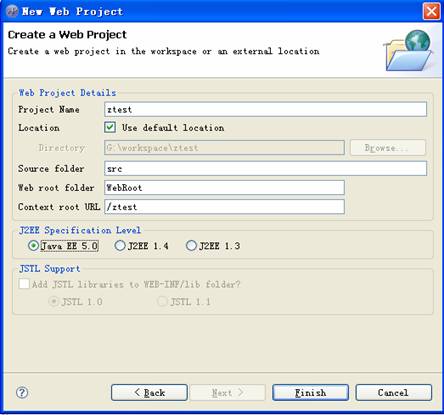 New Web Project
Create a Web Project
Create a web project in the workspace or an external location
Web Project Details
Project Name ztest
Location Use default location
Directory G:\workspace\ztest Browse...
Source folder src
Web root folder WebRoot
Context root URL /ztest
J2EE Specification Level
Java EE 5.0 J2EE 1.4 J2EE 1.3
JSTL Support
Add JSTL libraries to WEB-INF/lib folder?
JSTL 1.0 JSTL 1.1
? < Back Next > Finish Cancel